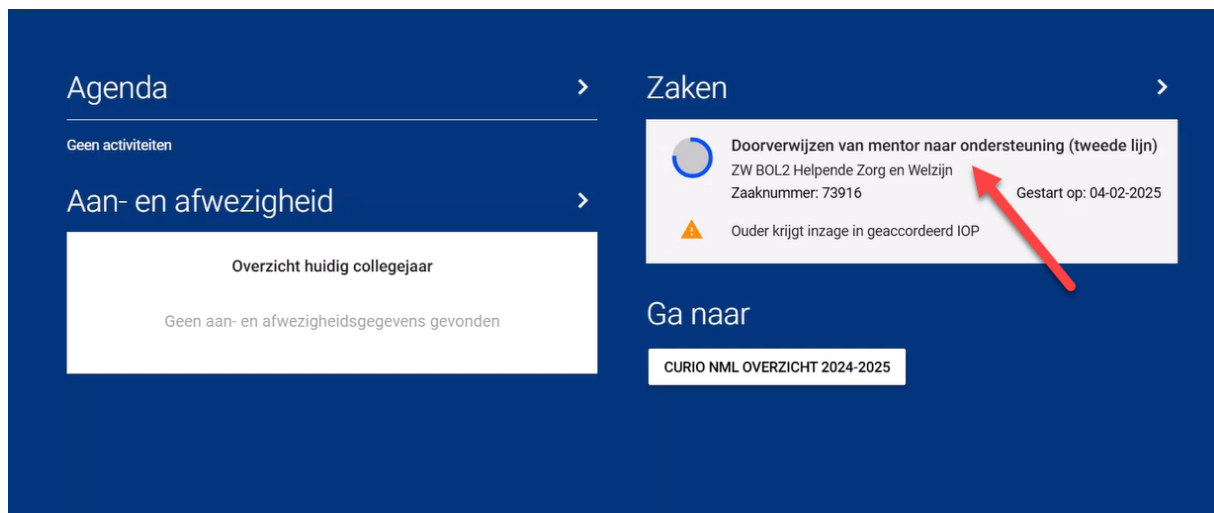 Agenda
Geen activiteiten
Aan- en afwezigheid
Overzicht huidig collegejaar
Geen aan- en afwezigheidsgegevens gevonden
Zaken
Doorverwijzen van mentor naar ondersteuning (tweede lijn)
ZW BOL2 Helpende Zorg en Welzijn
Zaaknummer: 73916 Gestart op: 04-02-2025
Ouder krijgt inzage in geaccordeerd IOP
Ga naar
CURIO NML OVERZICHT 2024-2025